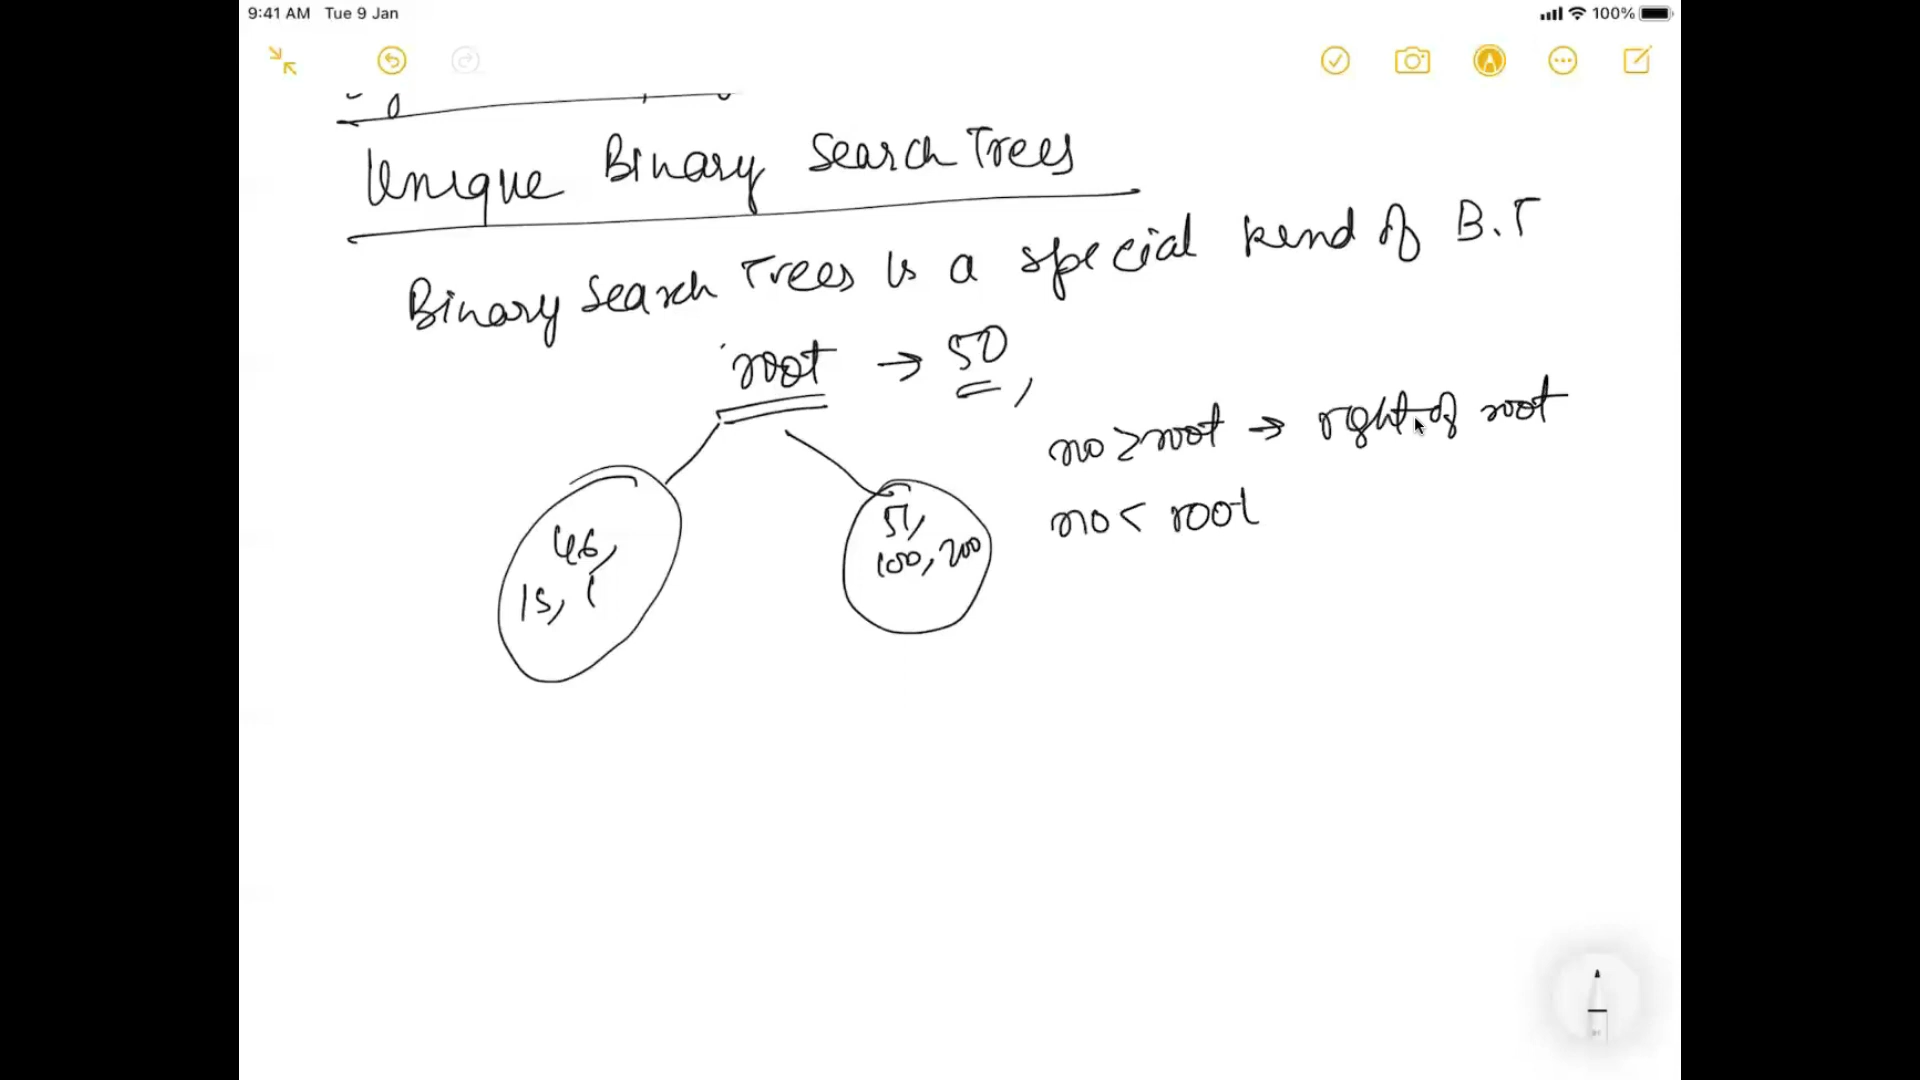 9:41 AM Tue 9 Jan 100%
Unique Binary Search Trees
Binary Search Trees is a special kind of B.T
root → 50,
no ≥ root → right of root
no < root
46,
15, 1
51,
100, 200